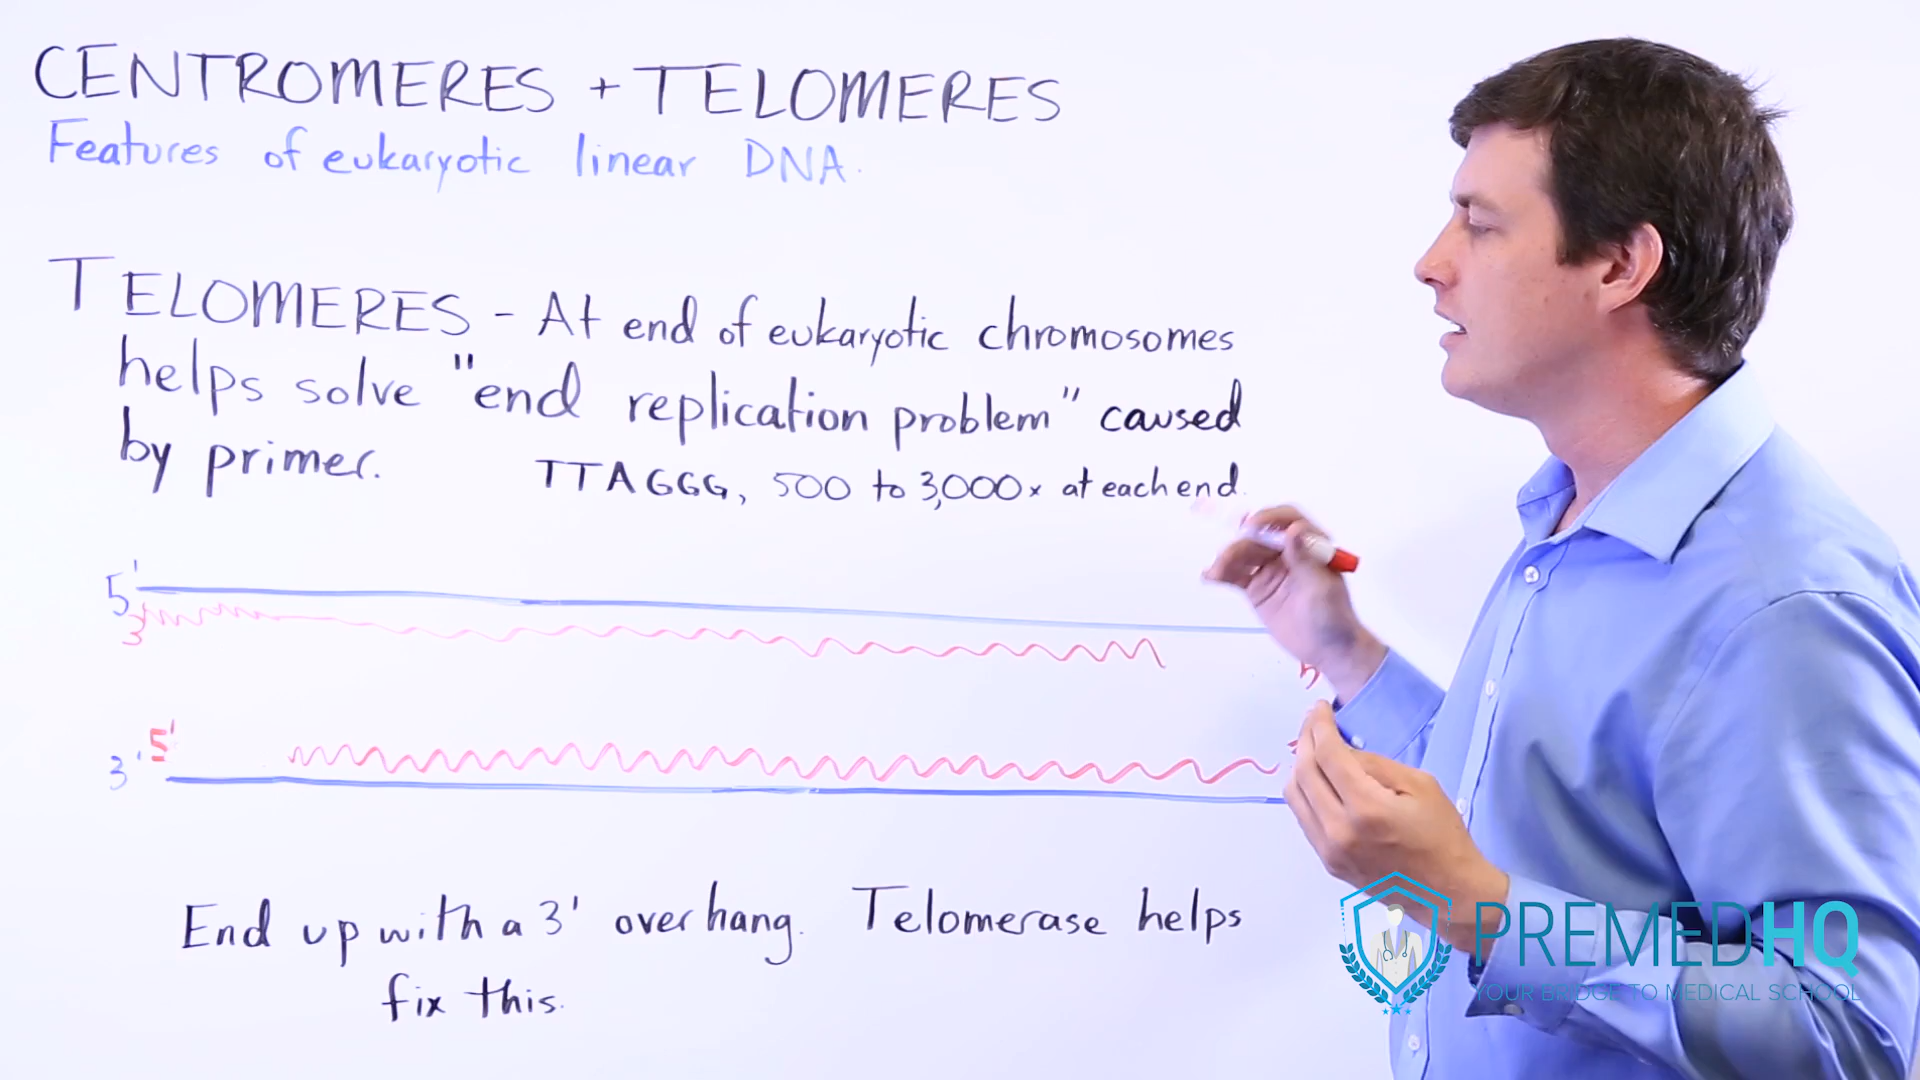 CENTROMERES + TELOMERES
Features of eukaryotic linear DNA.
TELOMERES - At end of eukaryotic chromosomes
helps solve "end replication problem" caused
by primer.
TTAGGG, 500 to 3,000x at each end.
5'
3'
5'
3'
End up with a 3' overhang. Telomerase helps
fix this.
PREMEDHQ
YOUR BRIDGE TO MEDICAL SCHOOL